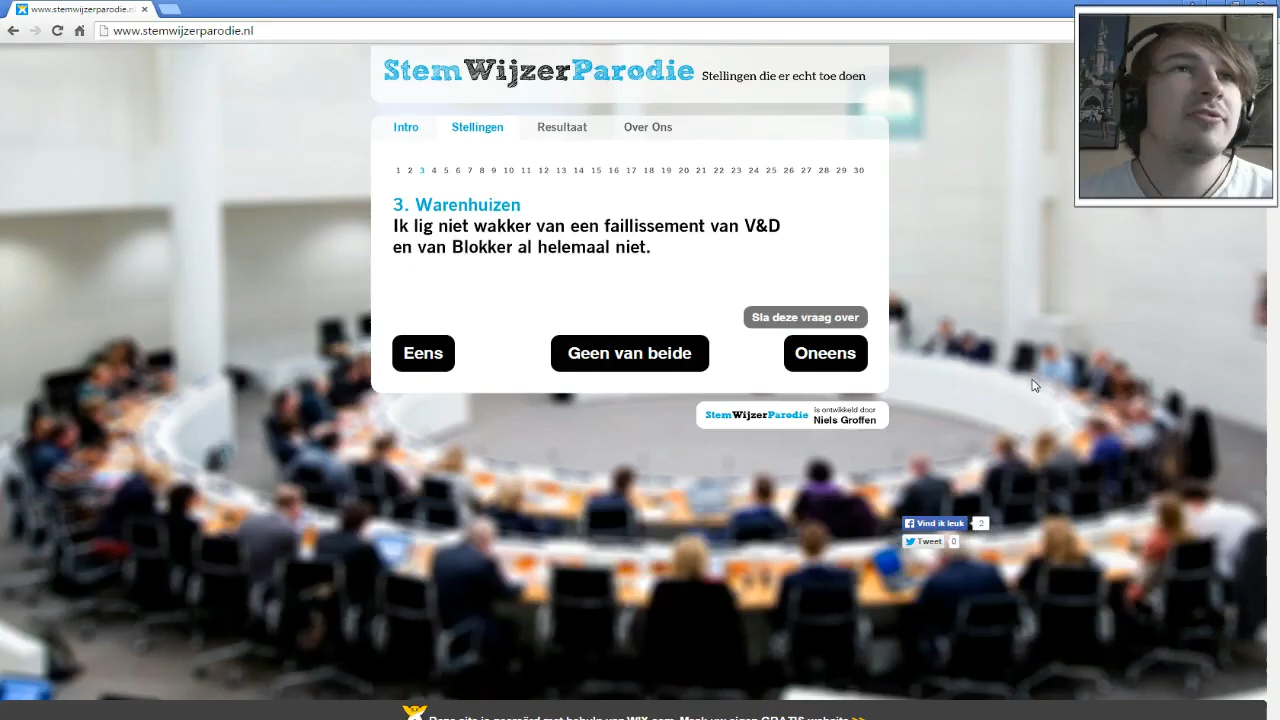 www.stemwijzerparodie.nl
www.stemwijzerparodie.nl
StemWijzerParodie Stellingen die er echt toe doen
Intro Stellingen Resultaat Over Ons
1 2 3 4 5 6 7 8 9 10 11 12 13 14 15 16 17 18 19 20 21 22 23 24 25 26 27 28 29 30
3. Warenhuizen
Ik lig niet wakker van een faillissement van V&D
en van Blokker al helemaal niet.
Sla deze vraag over
Eens Geen van beide Oneens
StemWijzerParodie is ontwikkeld door
Niels Groffen
Vind ik leuk 2
Tweet 0